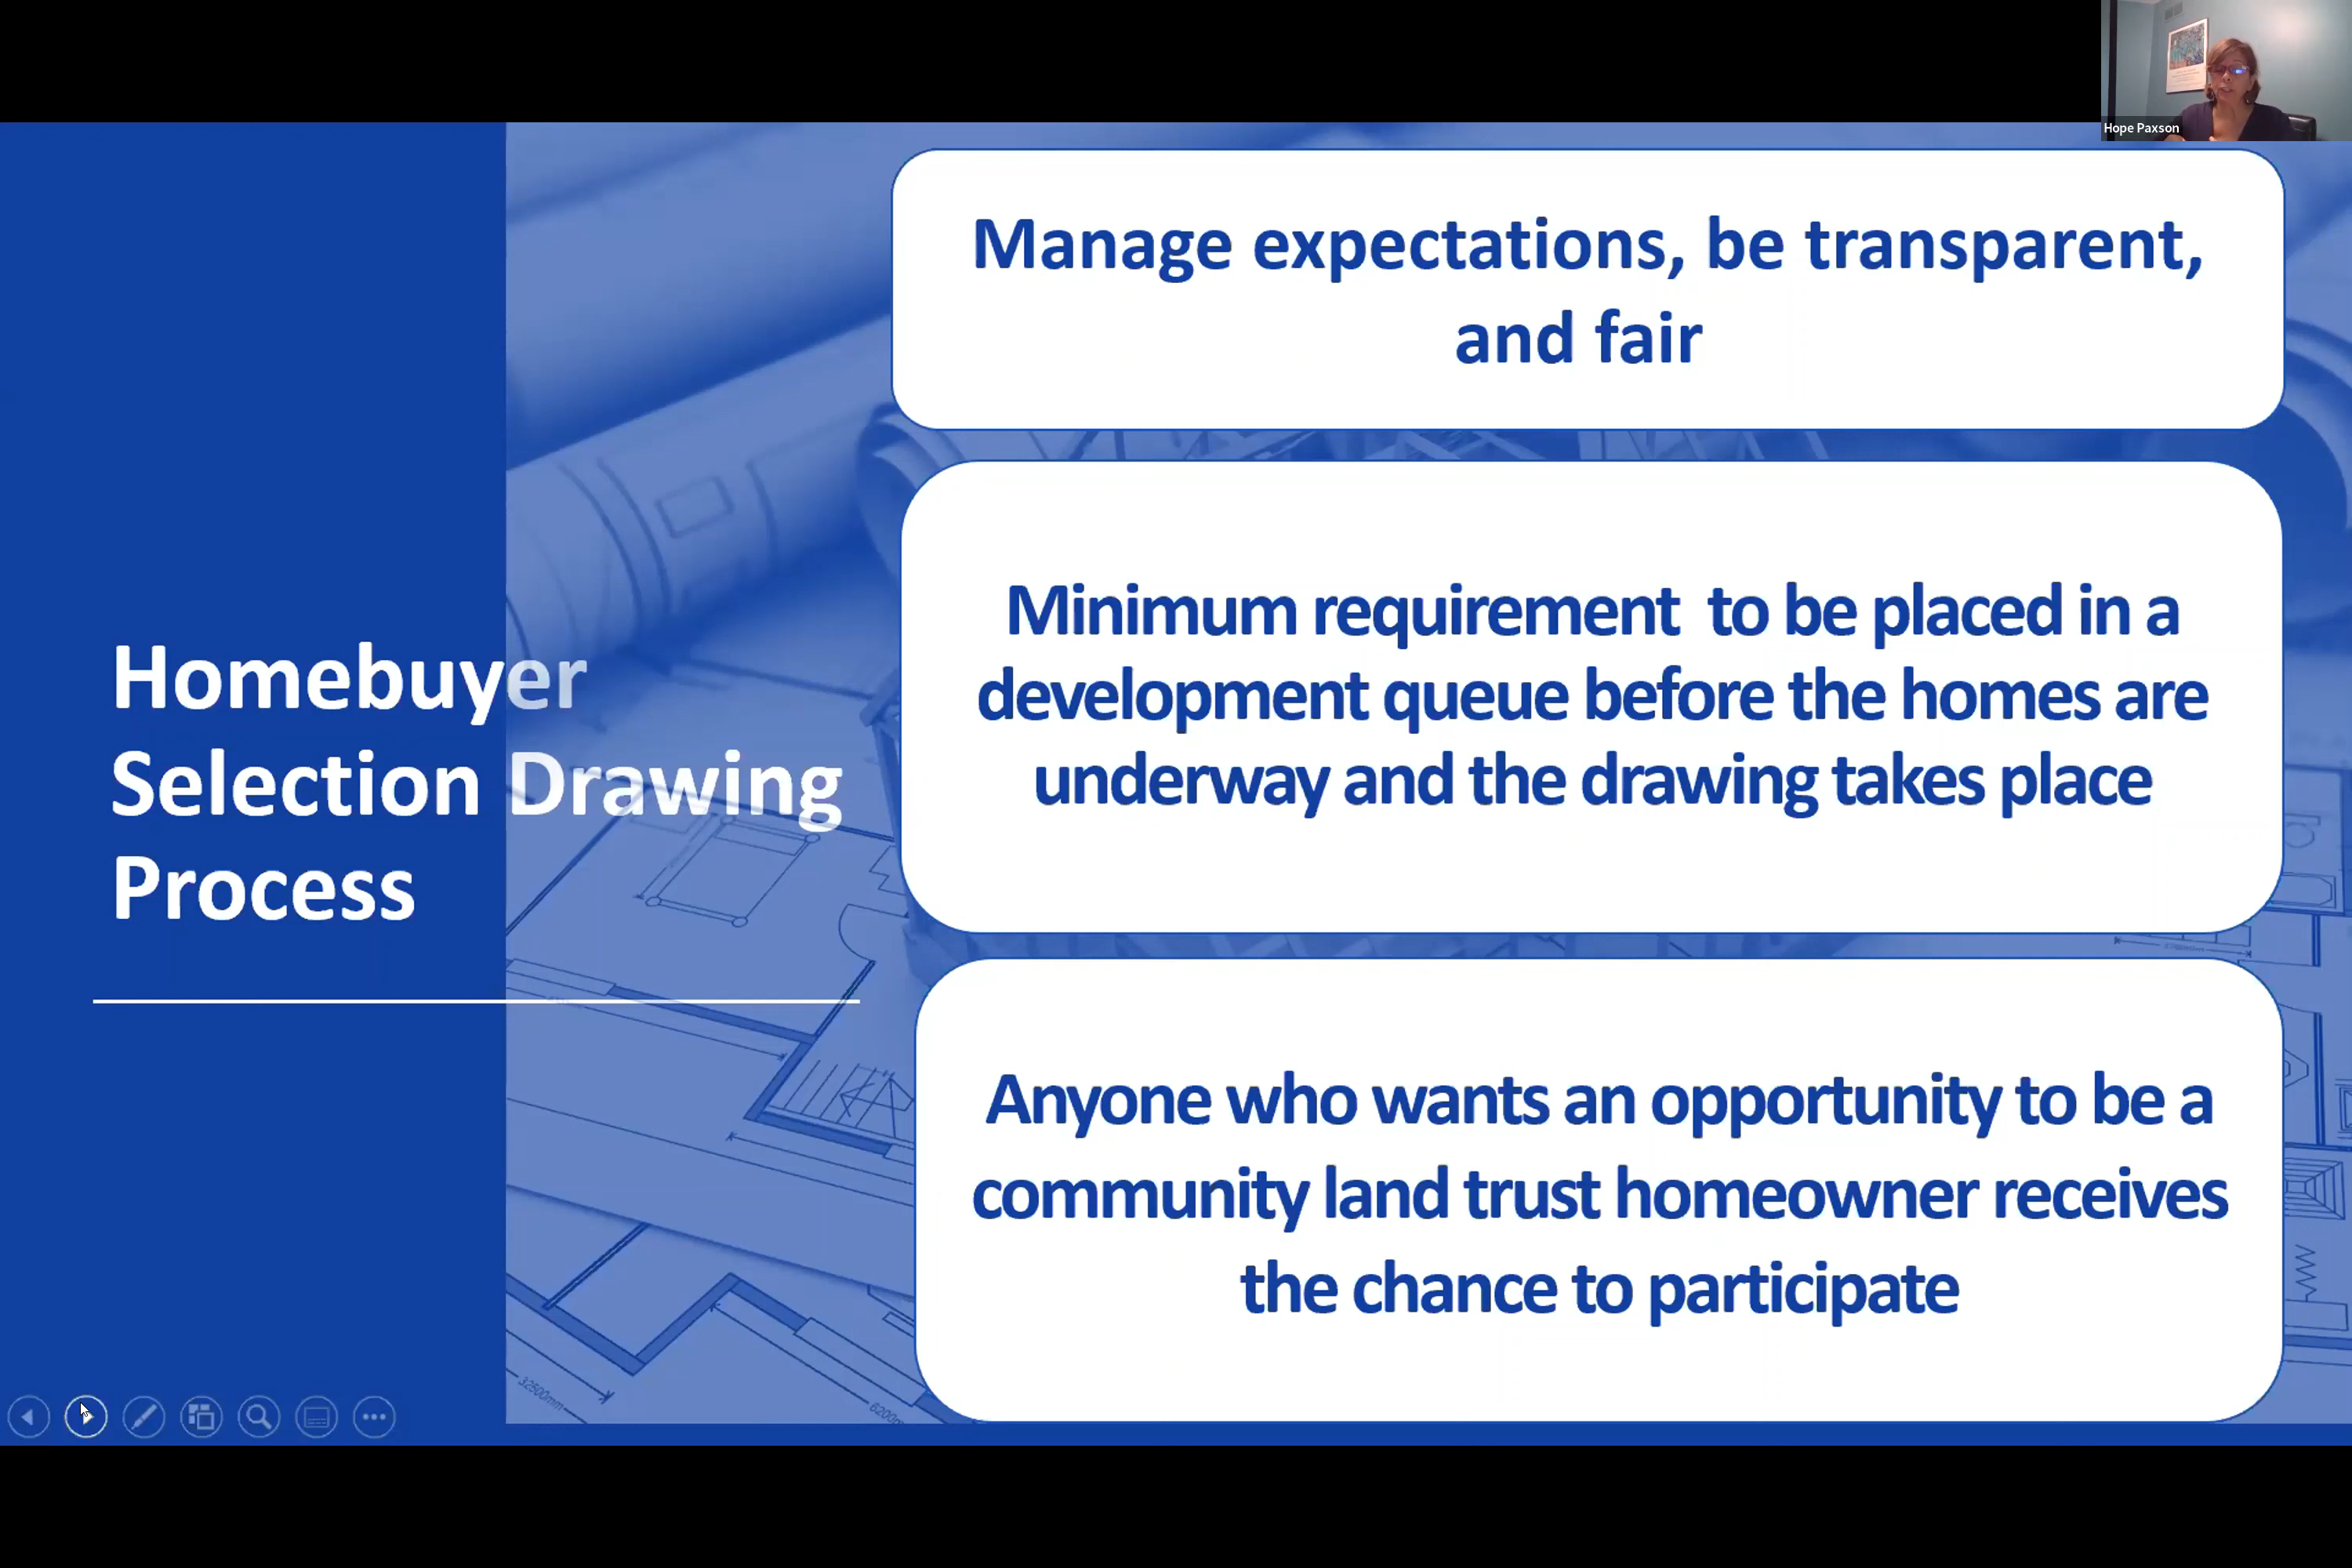 Hope Paxson
Homebuyer
Selection Drawing
Process
Manage expectations, be transparent,
and fair
Minimum requirement  to be placed in a
development queue before the homes are
underway and the drawing takes place
Anyone who wants an opportunity to be a
community land trust homeowner receives
the chance to participate
32500mm